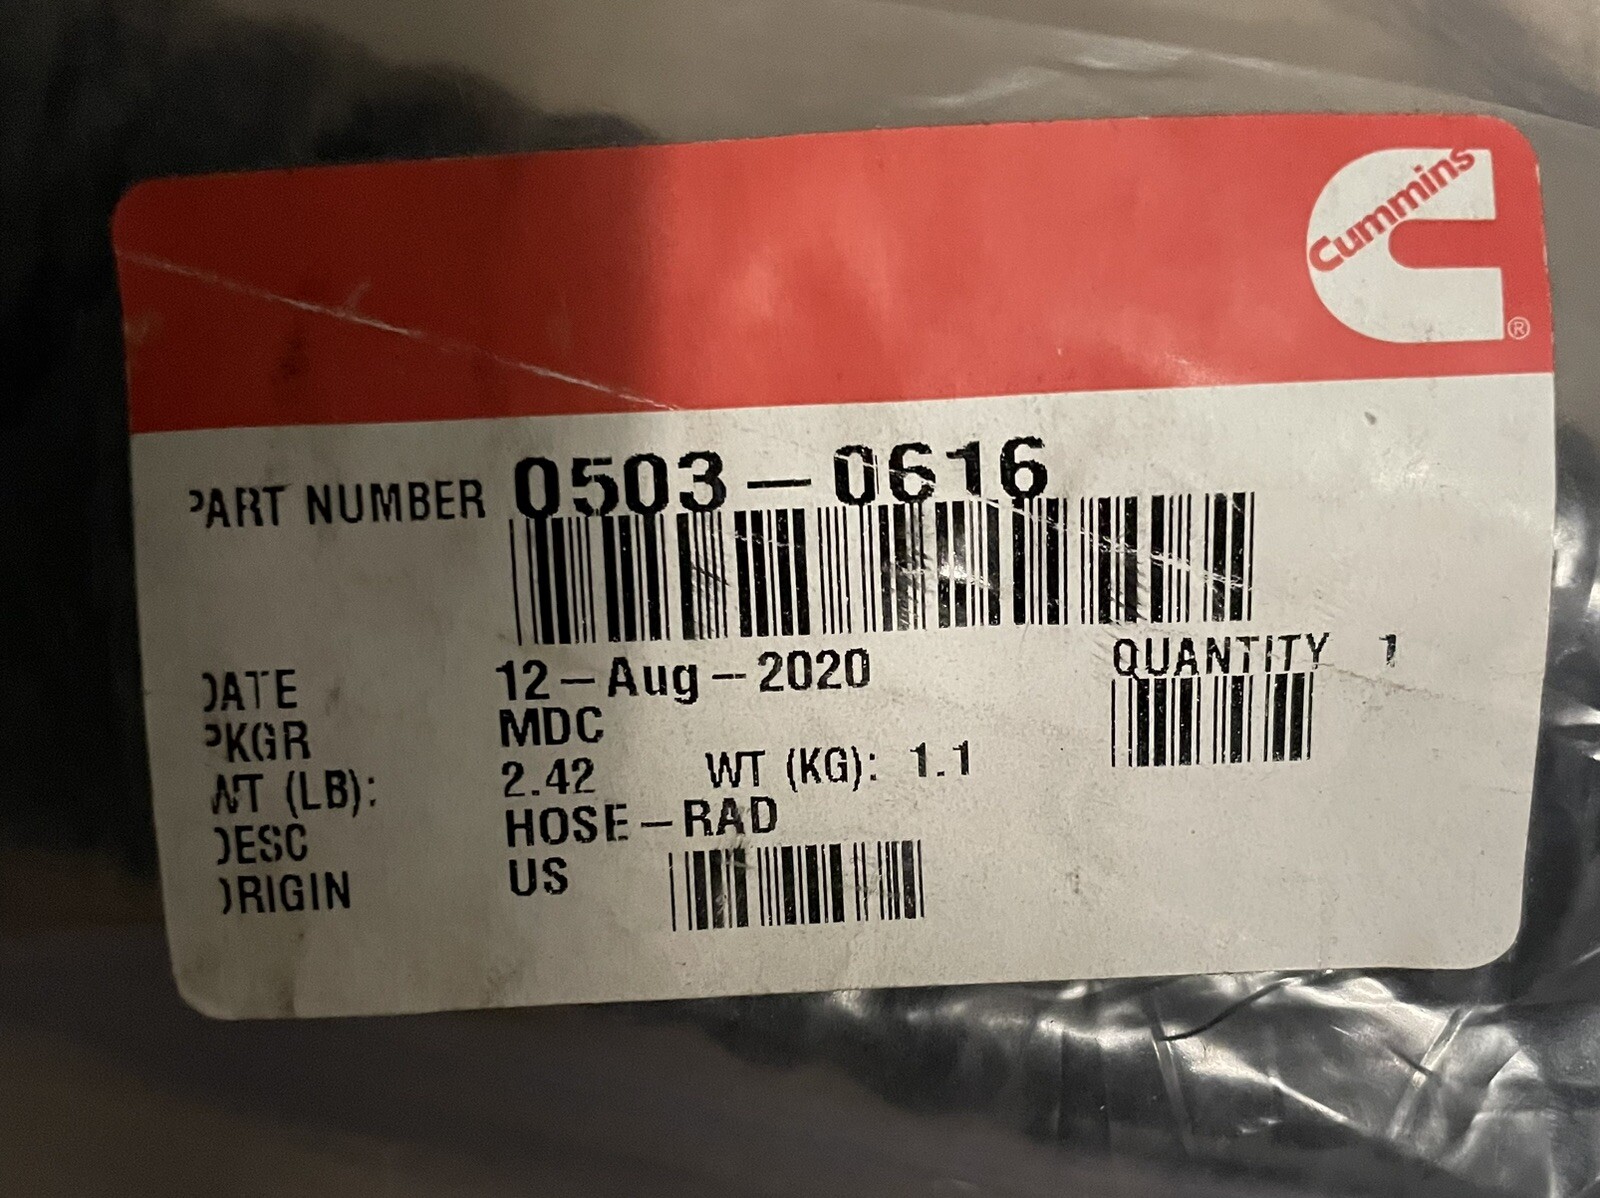 Cummins
®
PART NUMBER 0503-0616
DATE 12-Aug-2020 QUANTITY 1
PKGR MDC
WT (LB): 2.42 WT (KG): 1.1
DESC HOSE-RAD
ORIGIN US